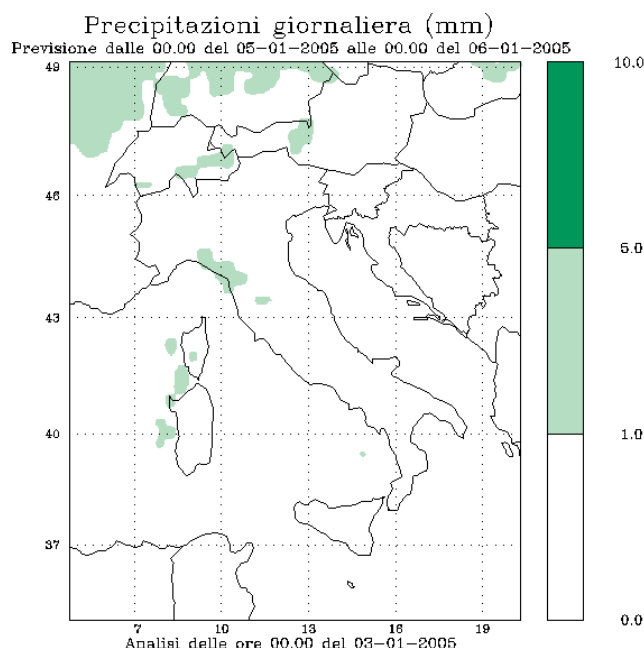 Precipitazioni giornaliera (mm)
Previsione dalle 00.00 del 05-01-2005 alle 00.00 del 06-01-2005
49
46
43
40
37
7 10 13 16 19
10.0
5.0
1.0
0.0
Analisi delle ore 00.00 del 03-01-2005